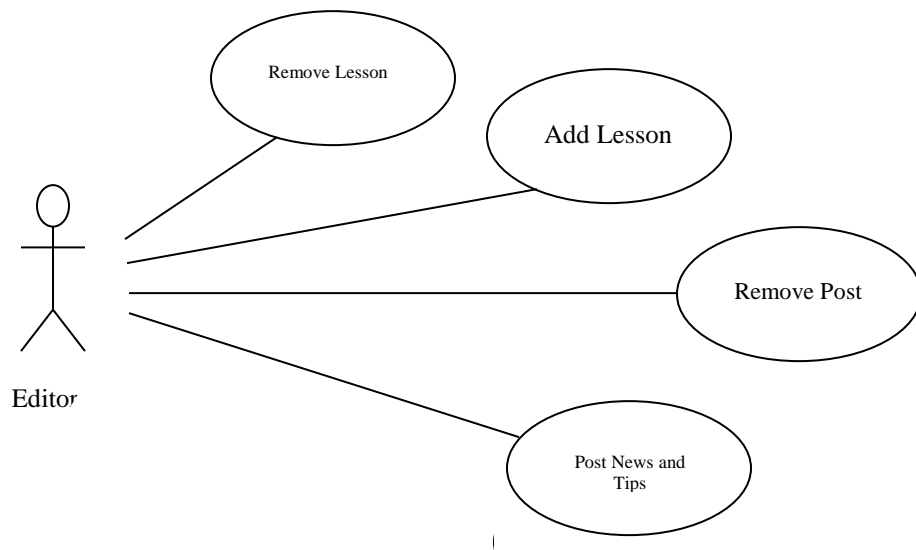 Remove Lesson
Add Lesson
Remove Post
Editor
Post News and
Tips